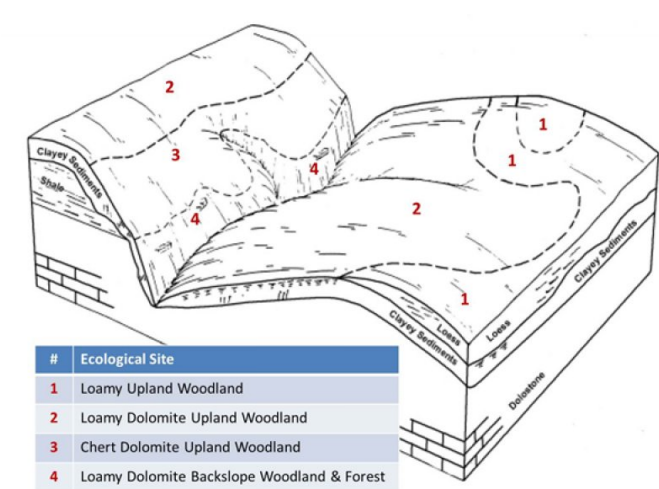 2
1
1
Clayey Sediments
3
4
Shale
4
2
Clayey Sediments
1
Loess
Loess
Clayey Sediments
Dolostone
# Ecological Site
1 Loamy Upland Woodland
2 Loamy Dolomite Upland Woodland
3 Chert Dolomite Upland Woodland
4 Loamy Dolomite Backslope Woodland & Forest